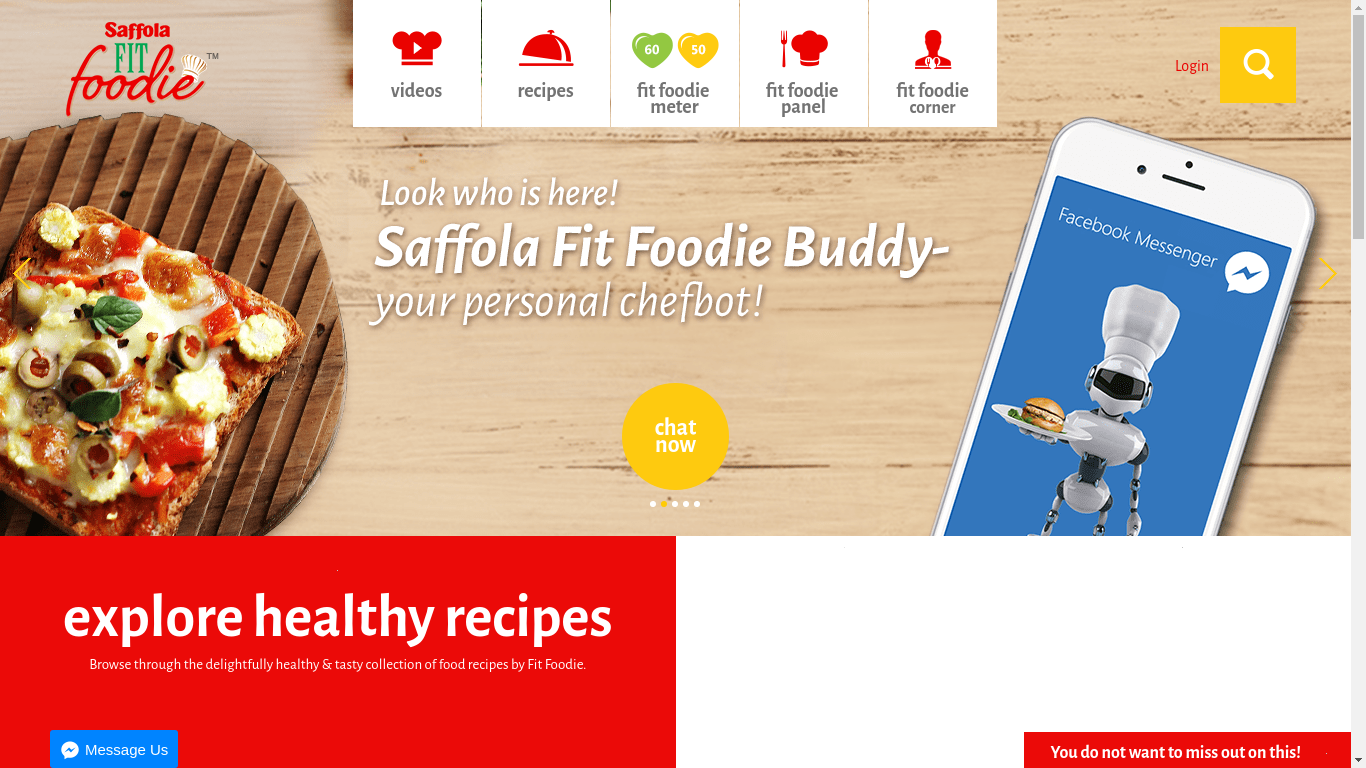 Saffola
FIT
foodie™
videos
recipes
60
50
fit foodie
meter
fit foodie
panel
fit foodie
corner
Login
Look who is here!
Saffola Fit Foodie Buddy-
your personal chefbot!
Facebook Messenger
chat
now
explore healthy recipes
Browse through the delightfully healthy & tasty collection of food recipes by Fit Foodie.
Message Us
You do not want to miss out on this!